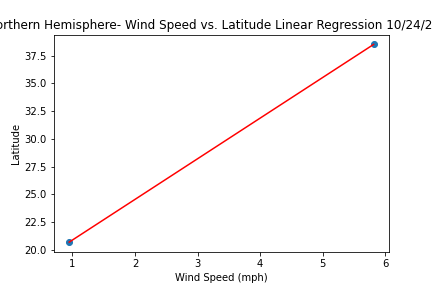 orthern Hemisphere- Wind Speed vs. Latitude Linear Regression 10/24/2
37.5
35.0
32.5
30.0
27.5
25.0
22.5
20.0
Latitude
1 2 3 4 5 6
Wind Speed (mph)